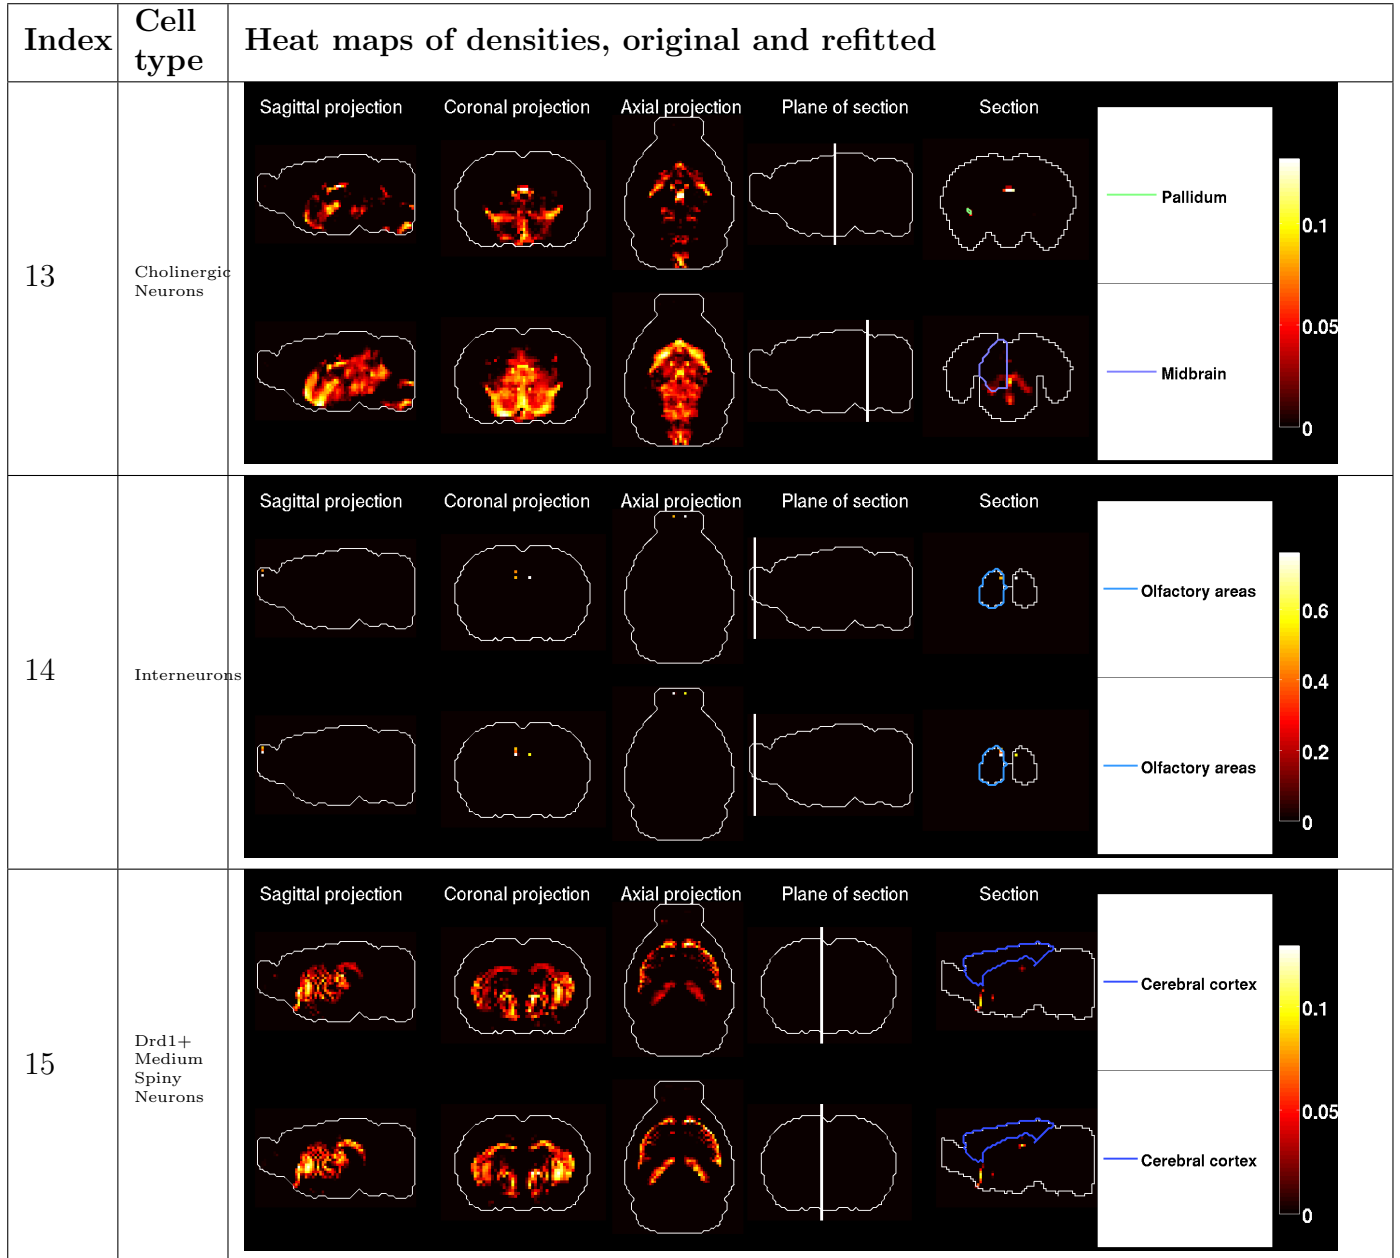 Index Cell type Heat maps of densities, original and refitted
13
Cholinergic
Neurons
Sagittal projection Coronal projection Axial projection Plane of section Section
Pallidum
Midbrain
0.1
0.05
0
14
Interneurons
Sagittal projection Coronal projection Axial projection Plane of section Section
Olfactory areas
Olfactory areas
0.6
0.4
0.2
0
15
Drd1+
Medium
Spiny
Neurons
Sagittal projection Coronal projection Axial projection Plane of section Section
Cerebral cortex
Cerebral cortex
0.1
0.05
0